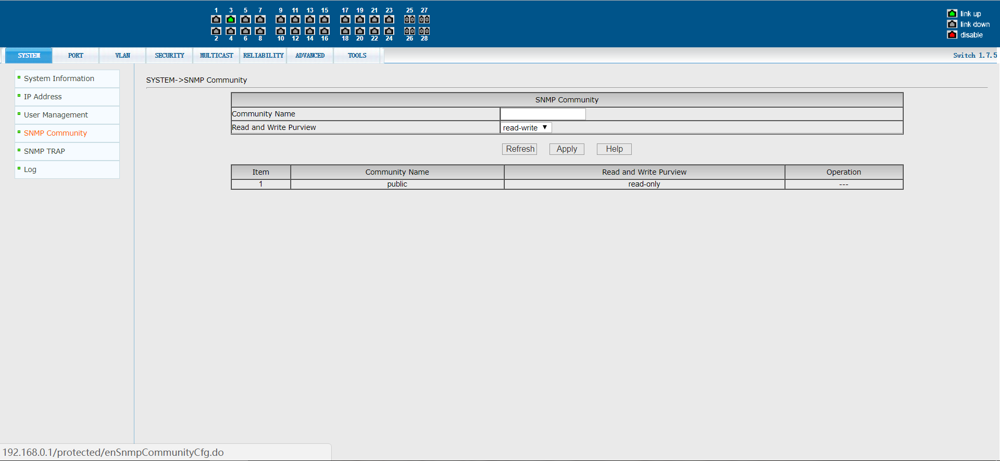 1 3 5 7 9 11 13 15 17 19 21 23 25 27
2 4 6 8 10 12 14 16 18 20 22 24 26 28
link up
link down
disable
SYSTEM PORT VLAN SECURITY MULTICAST RELIABILITY ADVANCED TOOLS Switch 1.7.5
System Information
IP Address
User Management
SNMP Community
SNMP TRAP
Log
SYSTEM->SNMP Community
SNMP Community
Community Name
Read and Write Purview read-write
Refresh Apply Help
Item Community Name Read and Write Purview Operation
1 public read-only ---
192.168.0.1/protected/enSnmpCommunityCfg.do